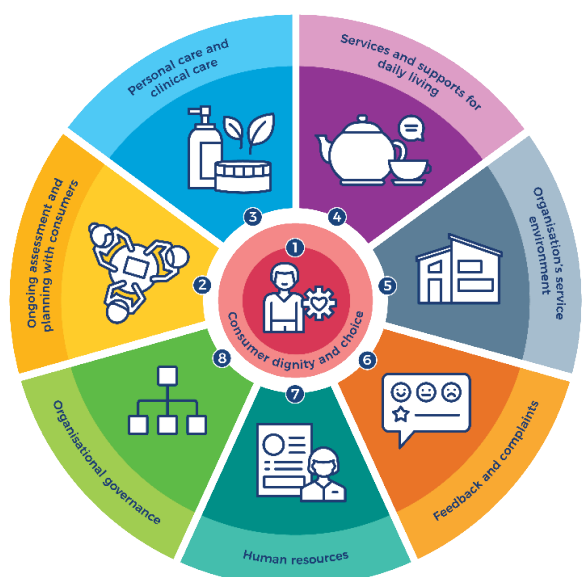 1
Consumer dignity and choice
2
Ongoing assessment and
planning with consumers
3
Personal care and
clinical care
4
Services and supports for
daily living
5
Organisation's service
environment
6
Feedback and complaints
7
Human resources
8
Organisational governance